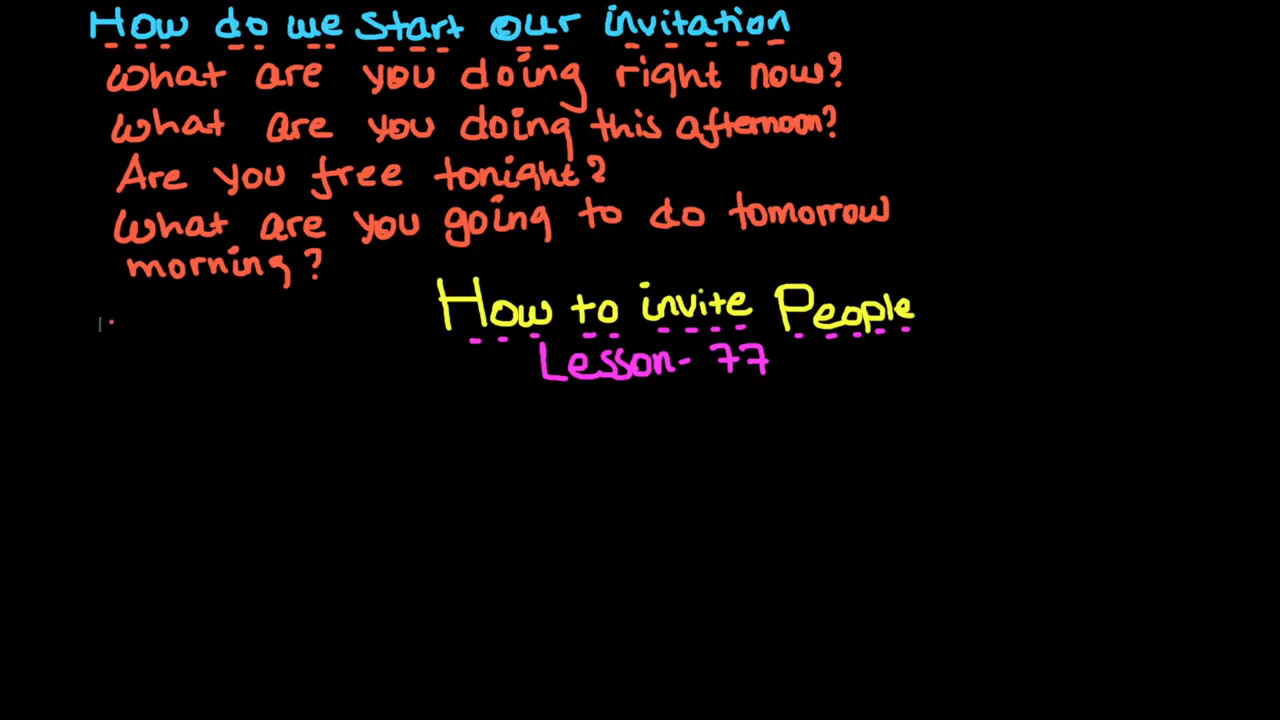 How do we start our invitation
What are you doing right now?
What are you doing this afternoon?
Are you free tonight?
What are you going to do tomorrow
morning?
How to invite People
Lesson- 77